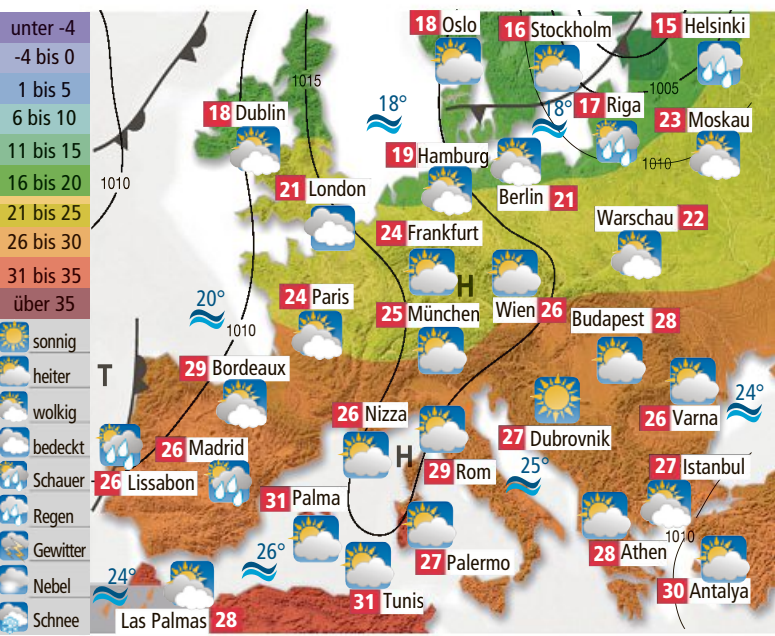 unter -4
-4 bis 0
1 bis 5
6 bis 10
11 bis 15
16 bis 20
21 bis 25
26 bis 30
31 bis 35
über 35
sonnig
heiter
wolkig
bedeckt
Schauer
Regen
Gewitter
Nebel
Schnee
18 Oslo
16 Stockholm
15 Helsinki
1015
1005
18°
18°
17 Riga
23 Moskau
18 Dublin
1010
1010
19 Hamburg
Berlin 21
21 London
24 Frankfurt
Warschau 22
H
20°
24 Paris
25 München
Wien 26
Budapest 28
1010
T
29 Bordeaux
24°
26 Nizza
26 Varna
26 Madrid
27 Dubrovnik
26 Lissabon
H
29 Rom
25°
27 Istanbul
31 Palma
1010
26°
27 Palermo
28 Athen
24°
31 Tunis
30 Antalya
Las Palmas 28